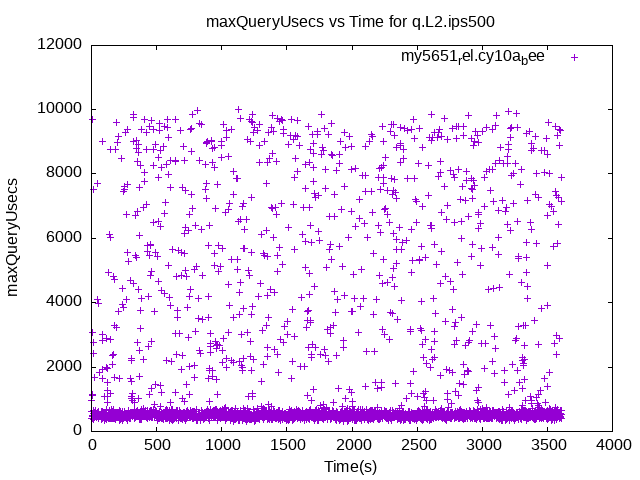 maxQueryUsecs vs Time for q.L2.ips500
my5651rel.cy10abee
maxQueryUsecs
12000
10000
8000
6000
4000
2000
0
0 500 1000 1500 2000 2500 3000 3500 4000
Time(s)